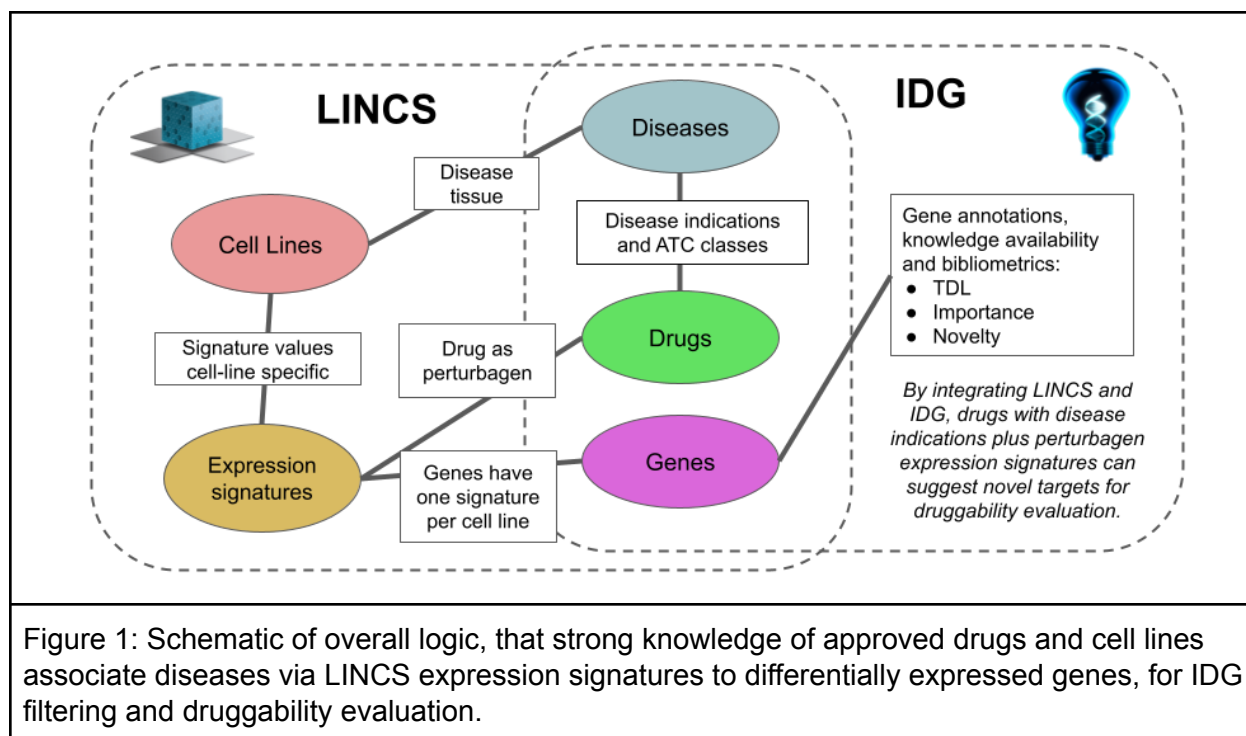 LINCS
IDG
Diseases
Disease
tissue
Cell Lines
Disease indications
and ATC classes
Gene annotations,
knowledge availability
and bibliometrics:
● TDL
● Importance
● Novelty
Signature values
cell-line specific
Drug as
perturbagen
Drugs
By integrating LINCS and
IDG, drugs with disease
indications plus perturbagen
expression signatures can
suggest novel targets for
druggability evaluation.
Expression
signatures
Genes have
one signature
per cell line
Genes
Figure 1: Schematic of overall logic, that strong knowledge of approved drugs and cell lines
associate diseases via LINCS expression signatures to differentially expressed genes, for IDG
filtering and druggability evaluation.